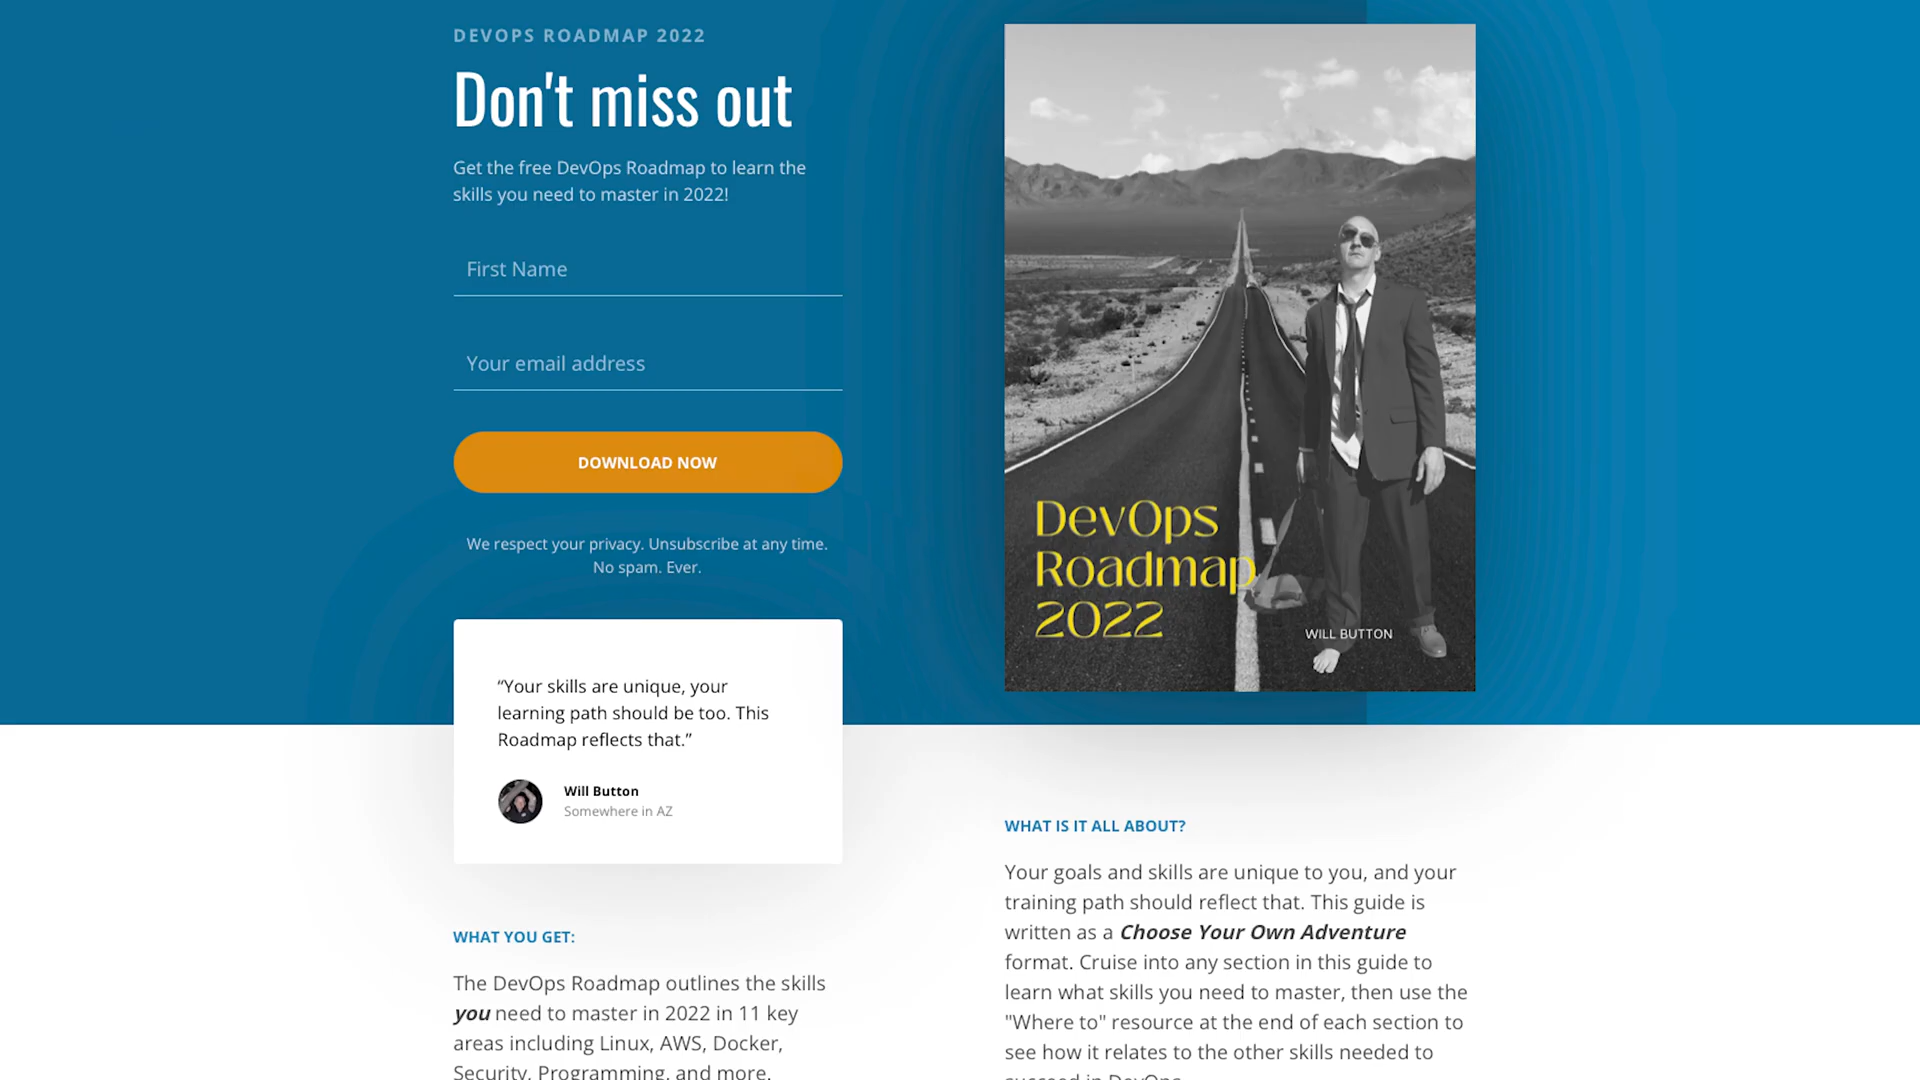 DEVOPS ROADMAP 2022
Don't miss out
Get the free DevOps Roadmap to learn the
skills you need to master in 2022!
First Name
Your email address
DOWNLOAD NOW
We respect your privacy. Unsubscribe at any time.
No spam. Ever.
“Your skills are unique, your
learning path should be too. This
Roadmap reflects that.”
Will Button
Somewhere in AZ
WHAT YOU GET:
The DevOps Roadmap outlines the skills
you need to master in 2022 in 11 key
areas including Linux, AWS, Docker,
Security, Programming, and more.
DevOps
Roadmap
2022
WILL BUTTON
WHAT IS IT ALL ABOUT?
Your goals and skills are unique to you, and your
training path should reflect that. This guide is
written as a Choose Your Own Adventure
format. Cruise into any section in this guide to
learn what skills you need to master, then use the
"Where to" resource at the end of each section to
see how it relates to the other skills needed to
succeed in DevOps.